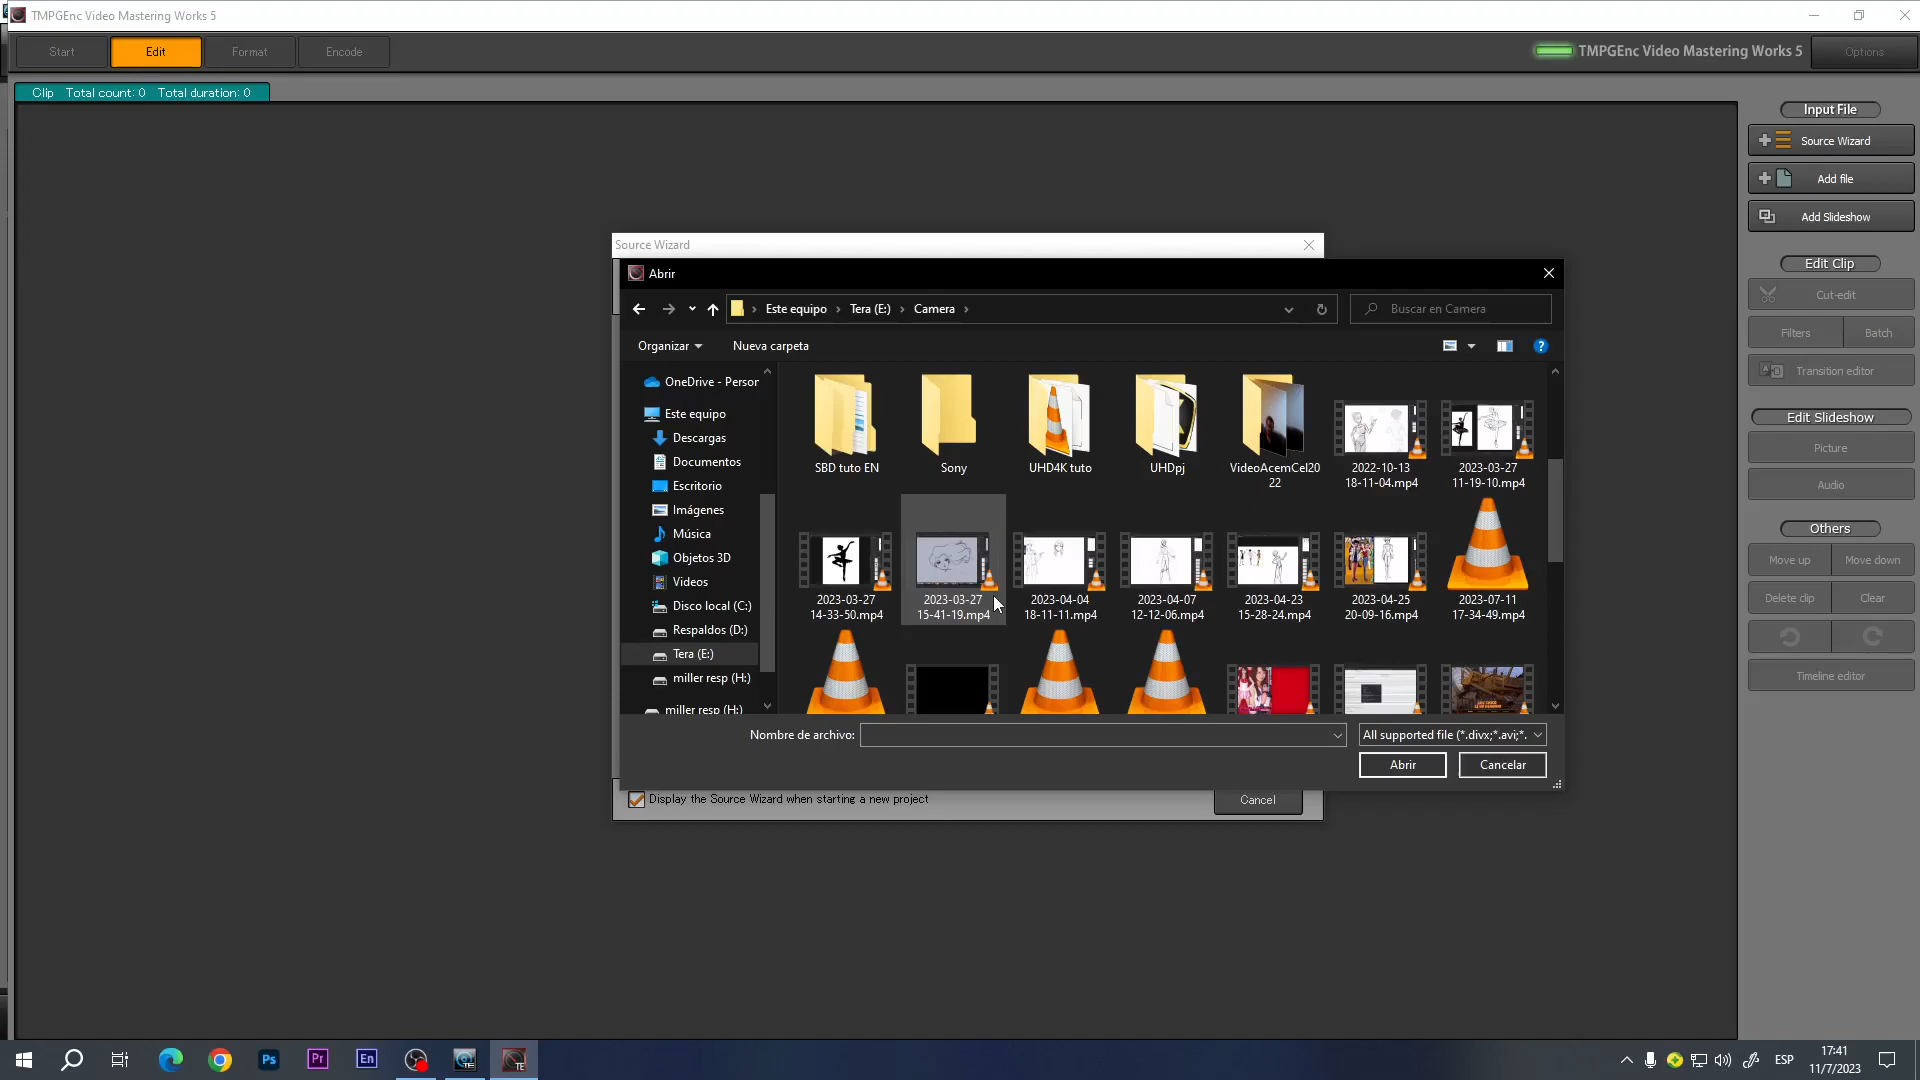 TMPGEnc Video Mastering Works 5
Start
Edit
Format
Encode
TMPGEnc Video Mastering Works 5
Options
Clip Total count: 0 Total duration: 0
Input File
Source Wizard
Add file
Add Slideshow
Edit Clip
Cut-edit
Filters
Batch
Transition editor
Edit Slideshow
Picture
Audio
Others
Move up
Move down
Delete clip
Clear
Timeline editor
Source Wizard
Abrir
Este equipo
Tera (E:)
Camera
Buscar en Camera
Organizar
Nueva carpeta
OneDrive - Person
Este equipo
Descargas
Documentos
Escritorio
Imágenes
Música
Objetos 3D
Videos
Disco local (C:)
Respaldos (D:)
Tera (E:)
miller resp (H:)
miller resp (H:)
SBD tuto EN
Sony
UHD4K tuto
UHDpj
VideoAcemCel20
22
2022-10-13
18-11-04.mp4
2023-03-27
11-19-10.mp4
2023-03-27
14-33-50.mp4
2023-03-27
15-41-19.mp4
2023-04-04
18-11-11.mp4
2023-04-07
12-12-06.mp4
2023-04-23
15-28-24.mp4
2023-04-25
20-09-16.mp4
2023-07-11
17-34-49.mp4
Nombre de archivo:
All supported file (*.divx;*.avi;*.
Abrir
Cancelar
Display the Source Wizard when starting a new project
Cancel
Ps
Pr
En
TE
TE
ESP
17:41
11/7/2023